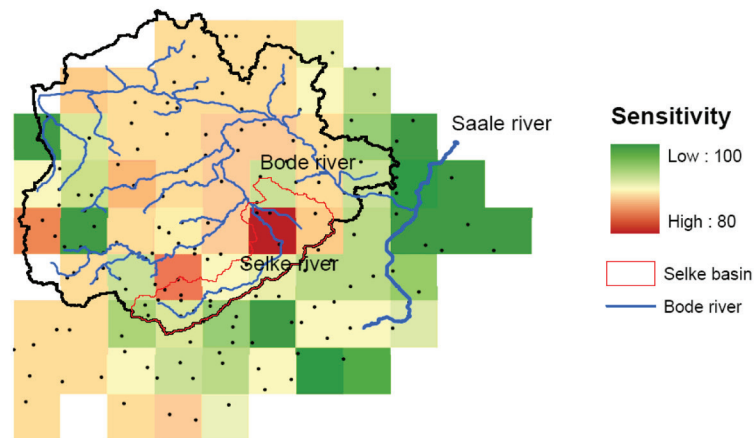 Sensitivity
Saale river
Low : 100
Bode river
High : 80
Selke river
Selke basin
Bode river